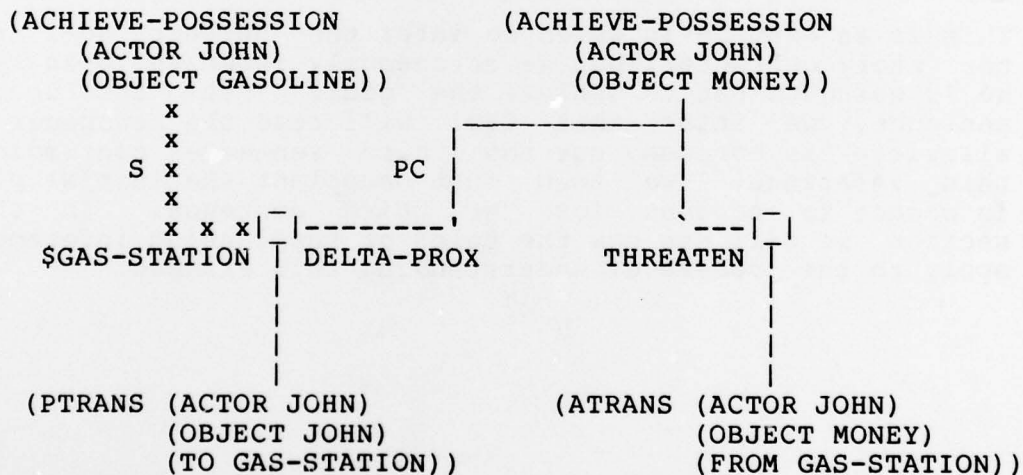 (ACHIEVE-POSSESSION (ACHIEVE-POSSESSION
(ACTOR JOHN) (ACTOR JOHN)
(OBJECT GASOLINE)) (OBJECT MONEY))
x
x
S x PC
x
x x x
$GAS-STATION DELTA-PROX THREATEN
(PTRANS (ACTOR JOHN) (ATRANS (ACTOR JOHN)
(OBJECT JOHN) (OBJECT MONEY)
(TO GAS-STATION)) (FROM GAS-STATION))